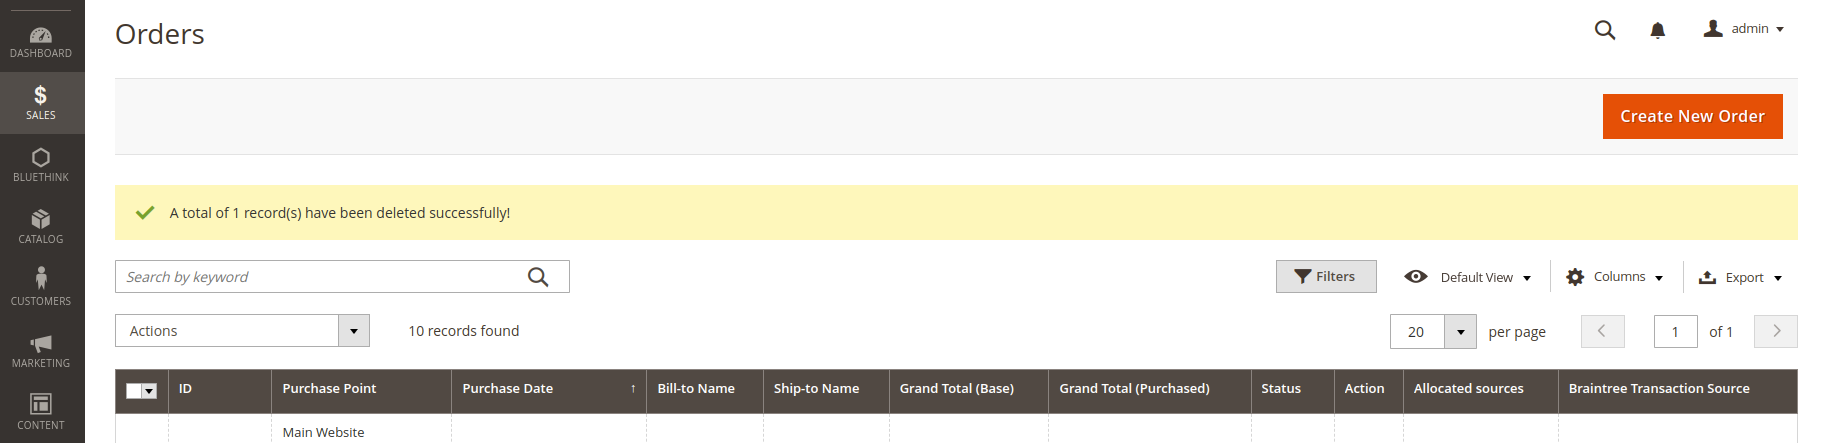 Orders
admin
DASHBOARD
SALES
BLUETHINK
CATALOG
CUSTOMERS
MARKETING
CONTENT
Create New Order
A total of 1 record(s) have been deleted successfully!
Search by keyword
Filters
Default View
Columns
Export
Actions
10 records found
20
per page
1
of 1
ID
Purchase Point
Purchase Date
↑
Bill-to Name
Ship-to Name
Grand Total (Base)
Grand Total (Purchased)
Status
Action
Allocated sources
Braintree Transaction Source
Main Website